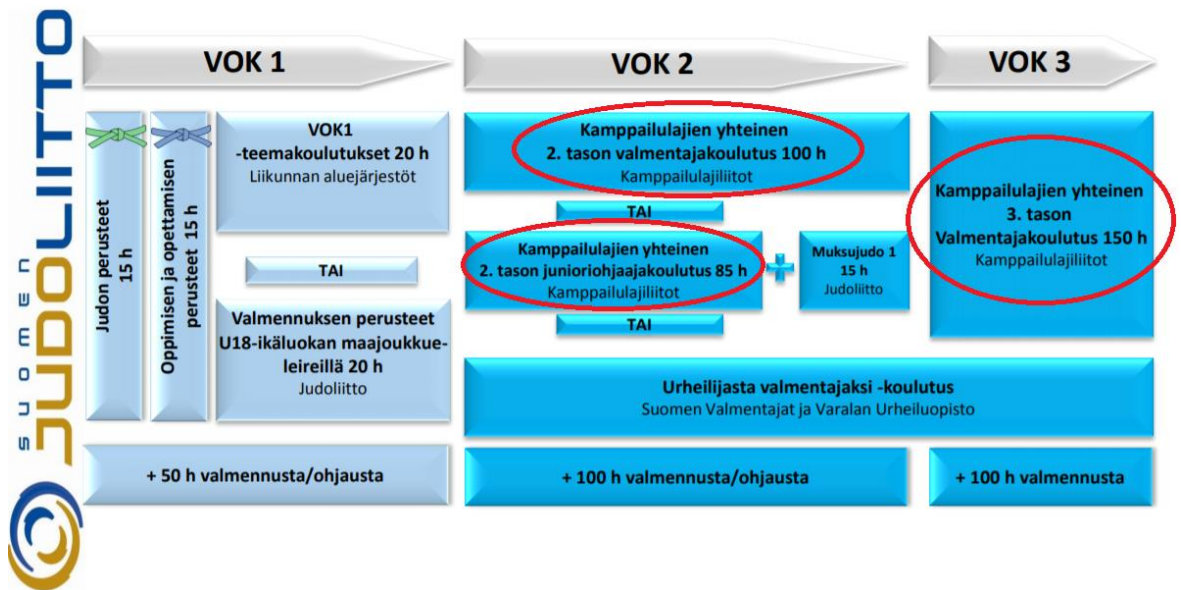 SUOMEN
JUDOLIITTO
VOK 1
VOK 2
VOK 3
Judon perusteet
15 h
Oppimisen ja opettamisen
perusteet 15 h
VOK1
-teemakoulutukset 20 h
Liikunnan aluejärjestöt
TAI
Valmennuksen perusteet
U18-ikäluokan maajoukkue-
leireillä 20 h
Judoliitto
+ 50 h valmennusta/ohjausta
Kamppailulajien yhteinen
2. tason valmentajakoulutus 100 h
Kamppailulajiliitot
TAI
Kamppailulajien yhteinen
2. tason junioriohjaajakoulutus 85 h
Kamppailulajiliitot
+
Muksujudo 1
15 h
Judoliitto
TAI
Urheilijasta valmentajaksi -koulutus
Suomen Valmentajat ja Varalan Urheiluopisto
+ 100 h valmennusta/ohjausta
Kamppailulajien yhteinen
3. tason
Valmentajakoulutus 150 h
Kamppailulajiliitot
+ 100 h valmennusta